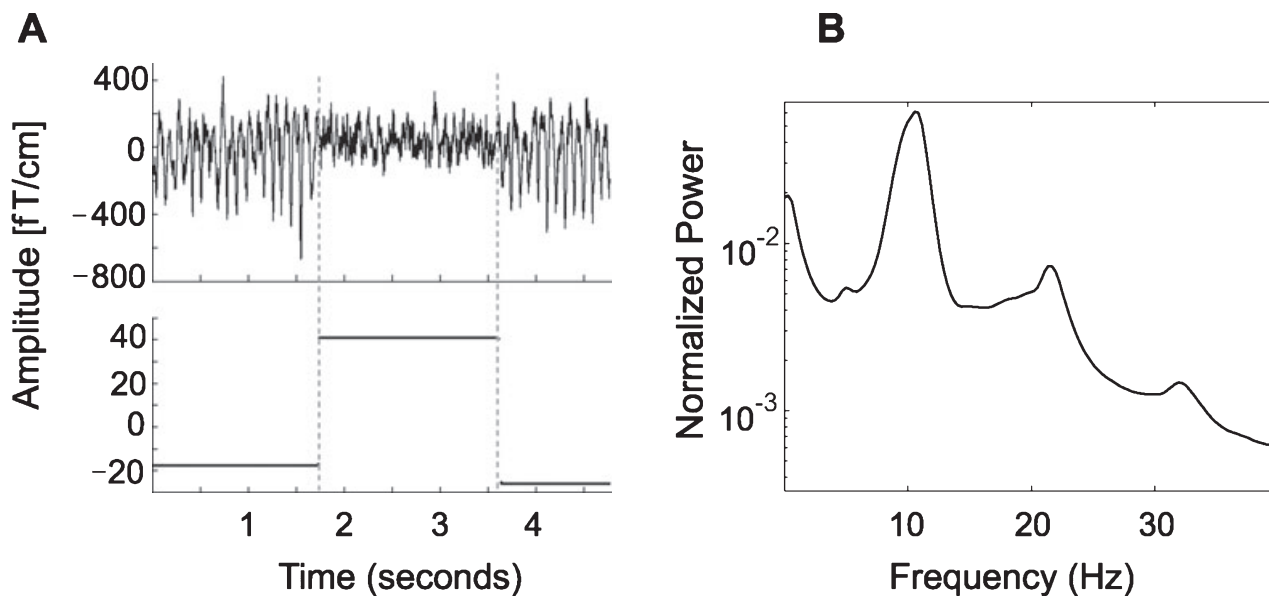 A
Amplitude [fT/cm]
400
0
−400
−800
40
20
0
−20
1 2 3 4
Time (seconds)
B
Normalized Power
10-2
10-3
10 20 30
Frequency (Hz)